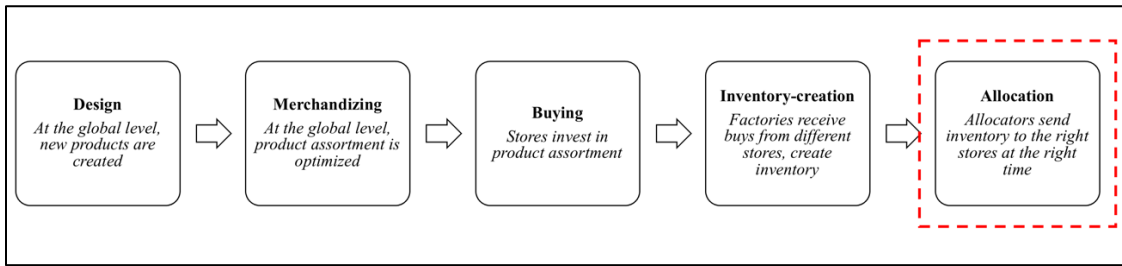 Design
At the global level,
new products are
created
Merchandizing
At the global level,
product assortment is
optimized
Buying
Stores invest in
product assortment
Inventory-creation
Factories receive
buys from different
stores, create
inventory
Allocation
Allocators send
inventory to the right
stores at the right
time